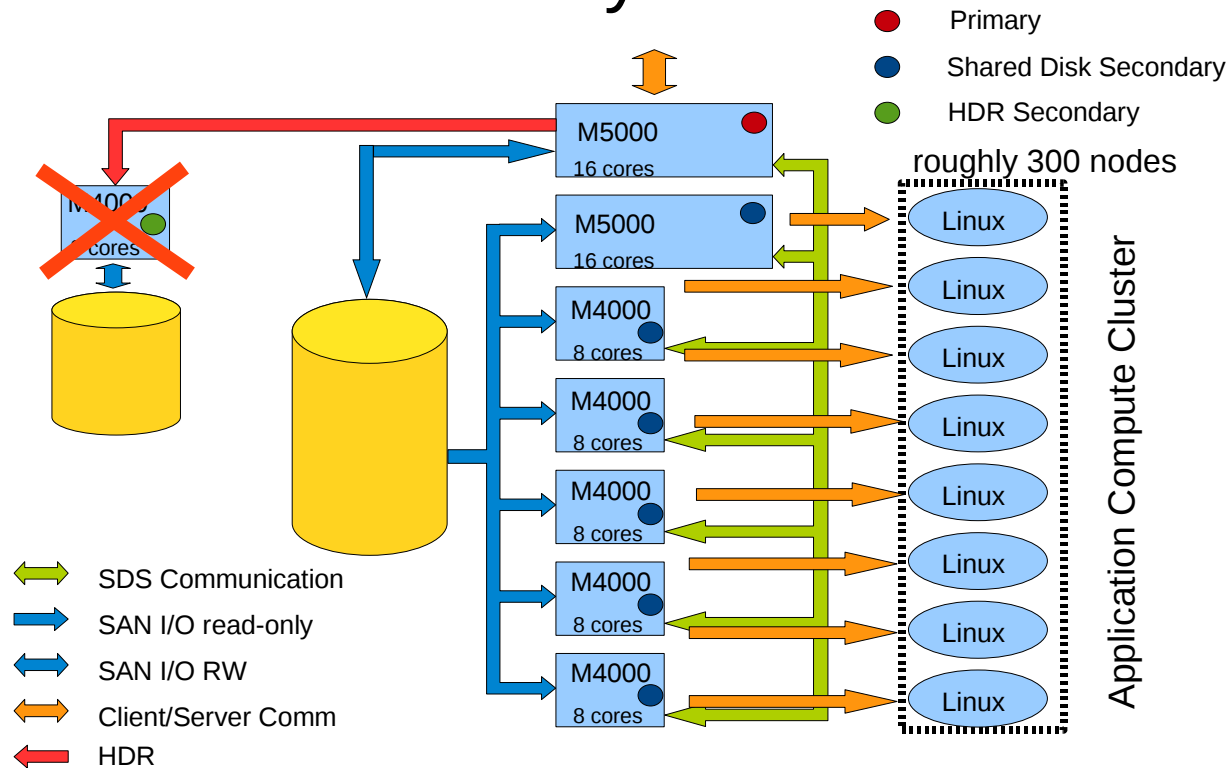 Primary
Shared Disk Secondary
HDR Secondary
roughly 300 nodes
M5000
16 cores
M5000
16 cores
M4000
8 cores
M4000
8 cores
M4000
8 cores
M4000
8 cores
M4000
8 cores
cores
Linux
Linux
Linux
Linux
Linux
Linux
Linux
Linux
Application Compute Cluster
SDS Communication
SAN I/O read-only
SAN I/O RW
Client/Server Comm
HDR